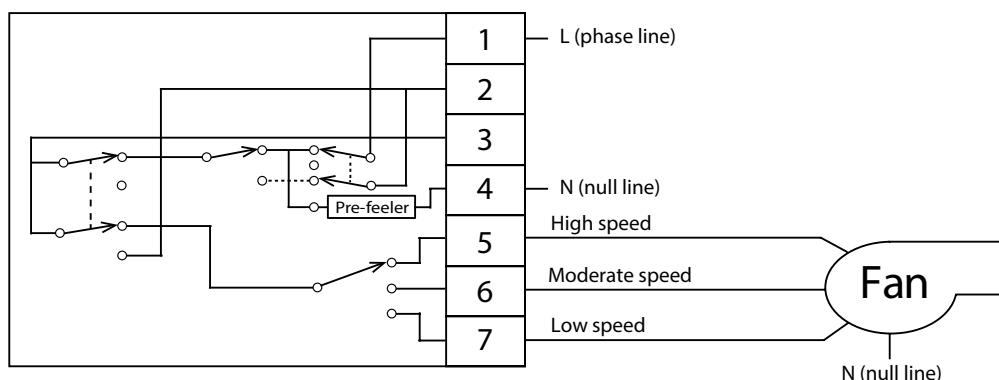 1
L (phase line)
2
3
4
N (null line)
Pre-feeler
5
High speed
6
Moderate speed
7
Low speed
Fan
N (null line)